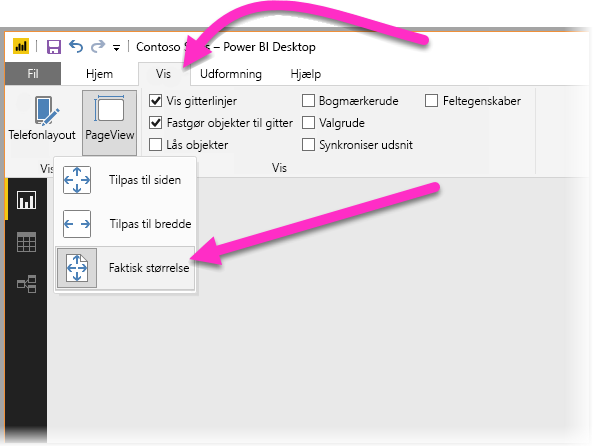 Contoso S s – Power BI Desktop
Fil Hjem Vis Udformning Hjælp
Vis gitterlinjer Bogmærkerude Feltegenskaber
Telefonlayout PageView Fastgør objekter til gitter Valgrude
Lås objekter Synkroniser udsnit
Vis Vis
Tilpas til siden
Tilpas til bredde
Faktisk størrelse